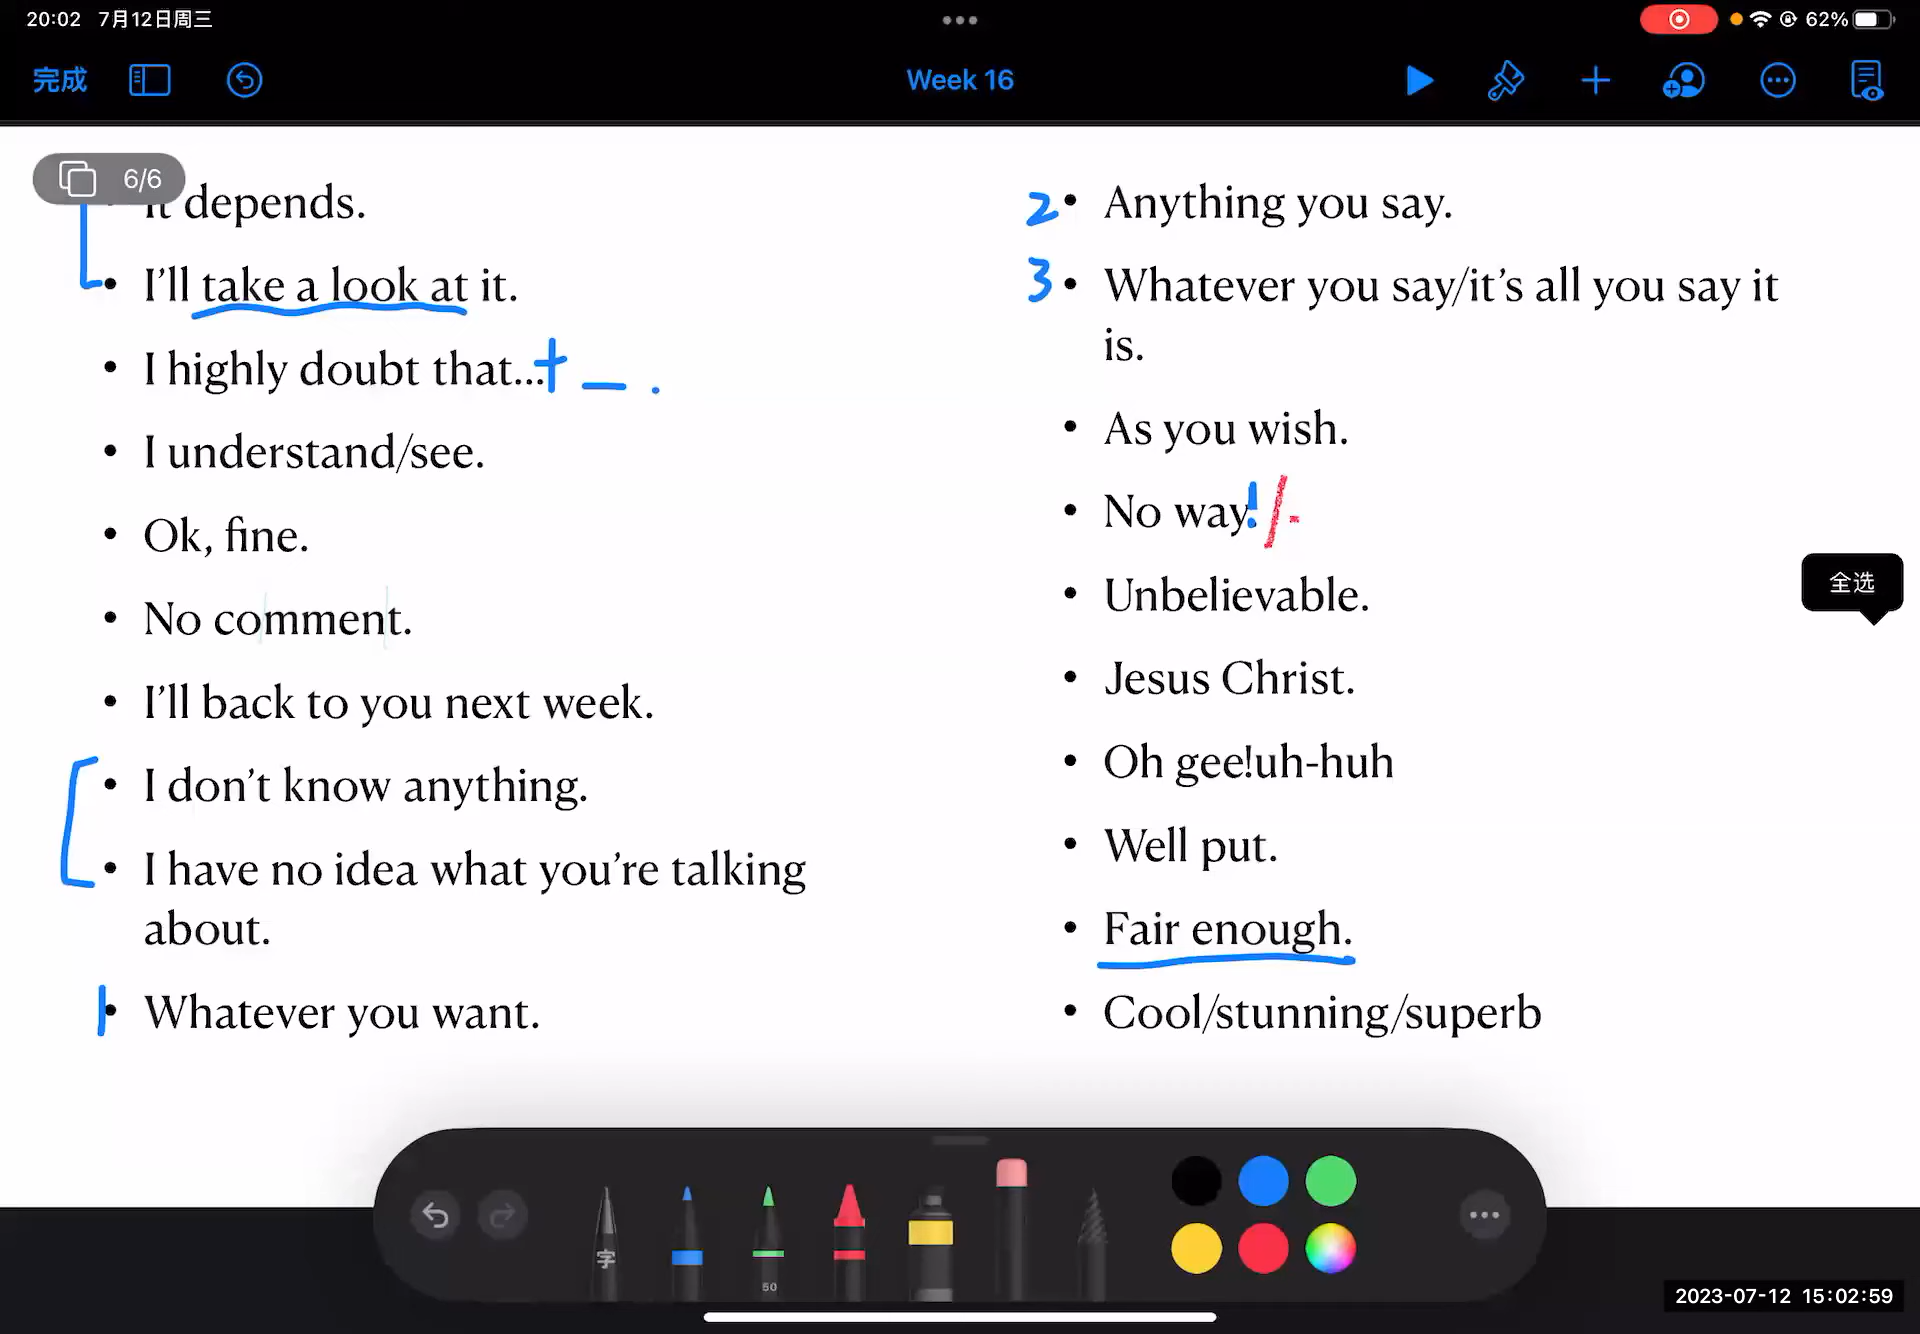 20:02 7月12日周三
62%
完成
Week 16
6/6
It depends.
I'll take a look at it.
I highly doubt that...+ _ .
I understand/see.
Ok, fine.
No comment.
I'll back to you next week.
I don't know anything.
I have no idea what you're talking
about.
Whatever you want.
2 Anything you say.
3 Whatever you say/it's all you say it
is.
As you wish.
No way! / .
Unbelievable.
Jesus Christ.
Oh gee!uh-huh
Well put.
Fair enough.
Cool/stunning/superb
全选
字
50
2023-07-12 15:02:59